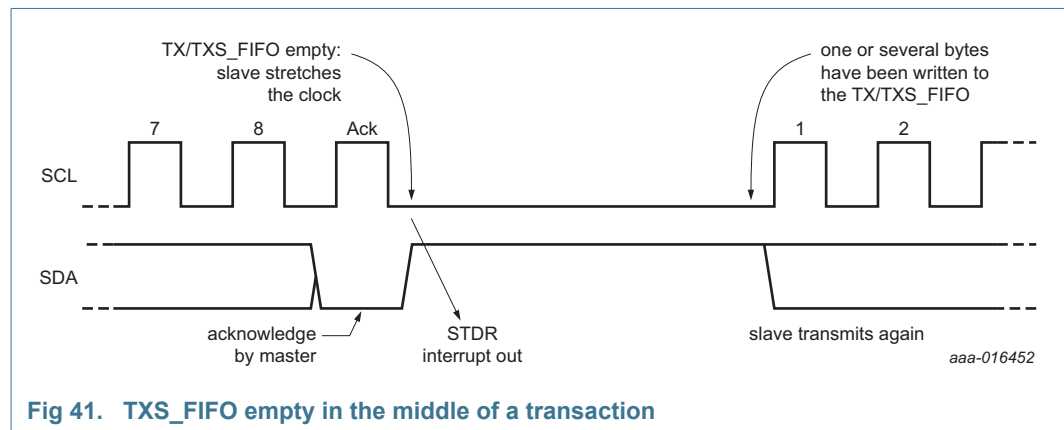 TX/TXS_FIFO empty:
slave stretches
the clock
one or several bytes
have been written to
the TX/TXS_FIFO
7
8
Ack
1
2
SCL
SDA
acknowledge
by master
STDR
interrupt out
slave transmits again
aaa-016452
Fig 41. TXS_FIFO empty in the middle of a transaction